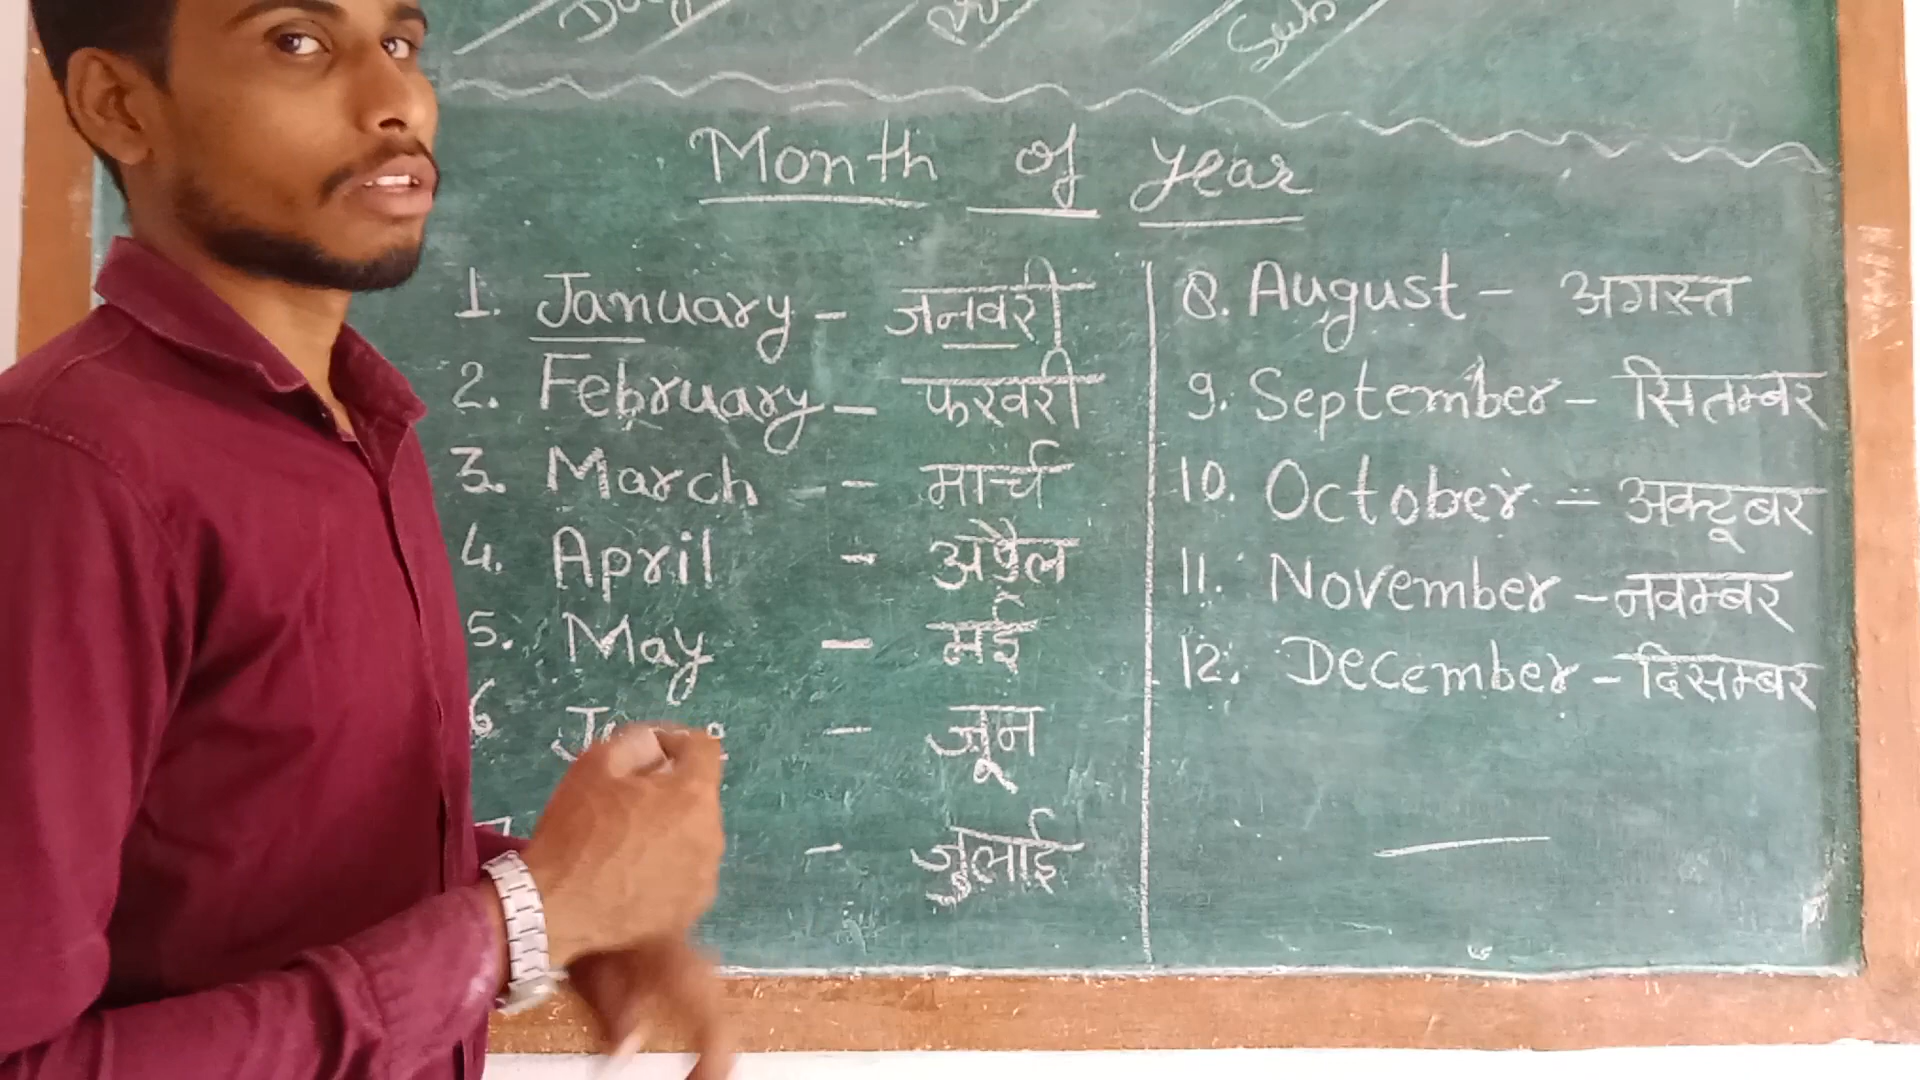 Month of year
1. January - जनवरी
2. February - फरवरी
3. March - मार्च
4. April - अप्रैल
5. May - मई
6 - जून
- जुलाई
8. August - अगस्त
9. September - सितम्बर
10. October - अक्टूबर
11. November - नवम्बर
12. December - दिसम्बर